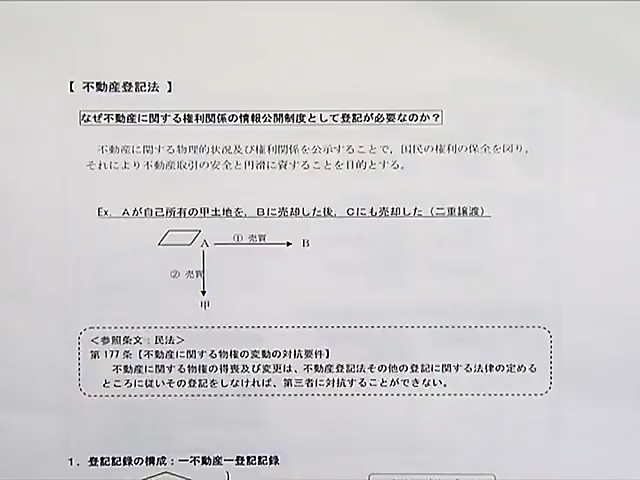 【 不動産登記法 】
なぜ不動産に関する権利関係の情報公開制度として登記が必要なのか？
不動産に関する物理的状況及び権利関係を公示することで、国民の権利の保全を図り、
それにより不動産取引の安全と円滑に資することを目的とする。
Ex. Aが自己所有の甲土地を、Bに売却した後、Cにも売却した（二重譲渡）
A ① 売買 B
② 売買
甲
＜参照条文：民法＞
第 177 条【不動産に関する物権の変動の対抗要件】
不動産に関する物権の得喪及び変更は、不動産登記法その他の登記に関する法律の定める
ところに従いその登記をしなければ、第三者に対抗することができない。
1．登記記録の構成：一不動産一登記記録